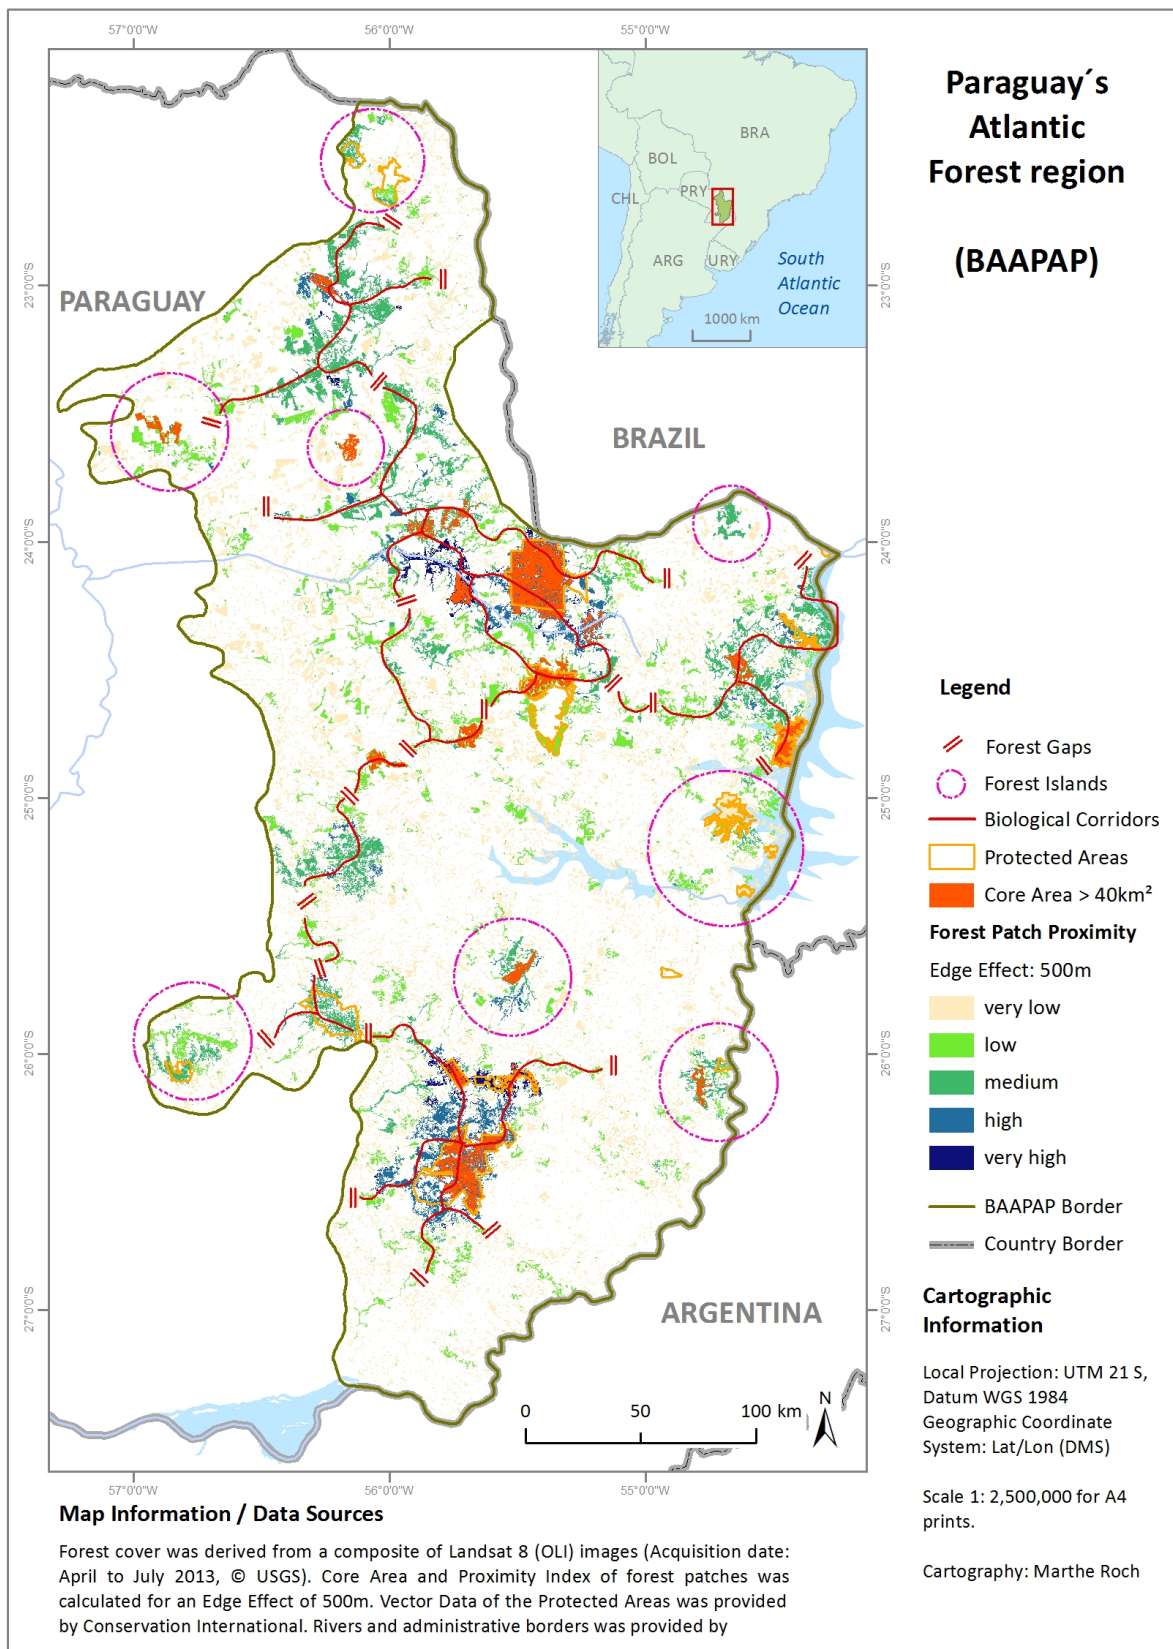 57°0'0"W
56°0'0"W
55°0'0"W
Paraguay´s
Atlantic
Forest region
(BAAPAP)
BRA
BOL
PRY
CHL
ARG
URY
South
Atlantic
Ocean
1000 km
23°0'0"S
23°0'0"S
PARAGUAY
BRAZIL
24°0'0"S
24°0'0"S
25°0'0"S
25°0'0"S
26°0'0"S
26°0'0"S
27°0'0"S
27°0'0"S
ARGENTINA
0 50 100 km
N
57°0'0"W
56°0'0"W
55°0'0"W
Legend
Forest Gaps
Forest Islands
Biological Corridors
Protected Areas
Core Area > 40km²
Forest Patch Proximity
Edge Effect: 500m
very low
low
medium
high
very high
BAAPAP Border
Country Border
Cartographic
Information
Local Projection: UTM 21 S,
Datum WGS 1984
Geographic Coordinate
System: Lat/Lon (DMS)
Scale 1: 2,500,000 for A4
prints.
Cartography: Marthe Roch
Map Information / Data Sources
Forest cover was derived from a composite of Landsat 8 (OLI) images (Acquisition date:
April to July 2013, © USGS). Core Area and Proximity Index of forest patches was
calculated for an Edge Effect of 500m. Vector Data of the Protected Areas was provided
by Conservation International. Rivers and administrative borders was provided by